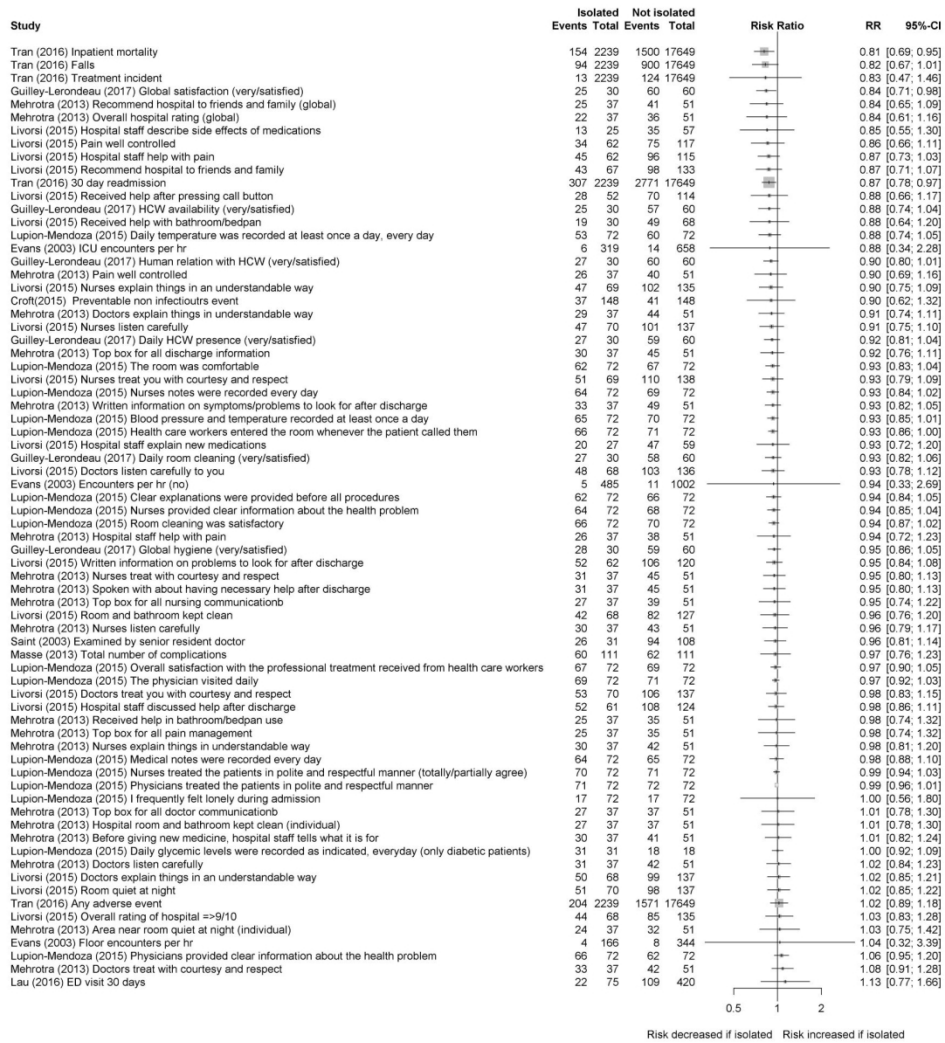 Isolated Not isolated
Study Events Total Events Total Risk Ratio RR 95%-CI
Tran (2016) Inpatient mortality 154 2239 1500 17649 0.81 [0.69; 0.95]
Tran (2016) Falls 94 2239 900 17649 0.82 [0.67; 1.01]
Tran (2016) Treatment incident 13 2239 124 17649 0.83 [0.47; 1.46]
Guilley-Lerondeau (2017) Global satisfaction (very/satisfied) 25 30 60 60 0.84 [0.71; 0.98]
Mehrotra (2013) Recommend hospital to friends and family (global) 25 37 41 51 0.84 [0.65; 1.09]
Mehrotra (2013) Overall hospital rating (global) 22 37 36 51 0.84 [0.61; 1.16]
Livorsi (2015) Hospital staff describe side effects of medications 13 25 35 57 0.85 [0.55; 1.30]
Livorsi (2015) Pain well controlled 34 62 75 117 0.86 [0.66; 1.11]
Livorsi (2015) Hospital staff help with pain 45 62 96 115 0.87 [0.73; 1.03]
Livorsi (2015) Recommend hospital to friends and family 43 67 98 133 0.87 [0.71; 1.07]
Tran (2016) 30 day readmission 307 2239 2771 17649 0.87 [0.78; 0.97]
Livorsi (2015) Received help after pressing call button 28 52 70 114 0.88 [0.66; 1.17]
Guilley-Lerondeau (2017) HCW availability (very/satisfied) 25 30 57 60 0.88 [0.74; 1.04]
Livorsi (2015) Received help with bathroom/bedpan 19 30 49 68 0.88 [0.64; 1.20]
Lupion-Mendoza (2015) Daily temperature was recorded at least once a day, every day 53 72 60 72 0.88 [0.74; 1.05]
Evans (2003) ICU encounters per hr 6 319 14 658 0.88 [0.34; 2.28]
Guilley-Lerondeau (2017) Human relation with HCW (very/satisfied) 27 30 60 60 0.90 [0.80; 1.01]
Mehrotra (2013) Pain well controlled 26 37 40 51 0.90 [0.69; 1.16]
Livorsi (2015) Nurses explain things in an understandable way 47 69 102 135 0.90 [0.75; 1.09]
Croft(2015) Preventable non infectioutrs event 37 148 41 148 0.90 [0.62; 1.32]
Mehrotra (2013) Doctors explain things in understandable way 29 37 44 51 0.91 [0.74; 1.11]
Livorsi (2015) Nurses listen carefully 47 70 101 137 0.91 [0.75; 1.10]
Guilley-Lerondeau (2017) Daily HCW presence (very/satisfied) 27 30 59 60 0.92 [0.81; 1.04]
Mehrotra (2013) Top box for all discharge information 30 37 45 51 0.92 [0.76; 1.11]
Lupion-Mendoza (2015) The room was comfortable 62 72 67 72 0.93 [0.83; 1.04]
Livorsi (2015) Nurses treat you with courtesy and respect 51 69 110 138 0.93 [0.79; 1.09]
Lupion-Mendoza (2015) Nurses notes were recorded every day 64 72 69 72 0.93 [0.84; 1.02]
Mehrotra (2013) Written information on symptoms/problems to look for after discharge 33 37 49 51 0.93 [0.82; 1.05]
Lupion-Mendoza (2015) Blood pressure and temperature recorded at least once a day 65 72 70 72 0.93 [0.85; 1.01]
Lupion-Mendoza (2015) Health care workers entered the room whenever the patient called them 66 72 71 72 0.93 [0.86; 1.00]
Livorsi (2015) Hospital staff explain new medications 20 27 47 59 0.93 [0.72; 1.20]
Guilley-Lerondeau (2017) Daily room cleaning (very/satisfied) 27 30 58 60 0.93 [0.82; 1.06]
Livorsi (2015) Doctors listen carefully to you 48 68 103 136 0.93 [0.78; 1.12]
Evans (2003) Encounters per hr (no) 5 485 11 1002 0.94 [0.33; 2.69]
Lupion-Mendoza (2015) Clear explanations were provided before all procedures 62 72 66 72 0.94 [0.84; 1.05]
Lupion-Mendoza (2015) Nurses provided clear information about the health problem 64 72 68 72 0.94 [0.85; 1.04]
Lupion-Mendoza (2015) Room cleaning was satisfactory 66 72 70 72 0.94 [0.87; 1.02]
Mehrotra (2013) Hospital staff help with pain 26 37 38 51 0.94 [0.72; 1.23]
Guilley-Lerondeau (2017) Global hygiene (very/satisfied) 28 30 59 60 0.95 [0.86; 1.05]
Livorsi (2015) Written information on problems to look for after discharge 52 62 106 120 0.95 [0.84; 1.08]
Mehrotra (2013) Nurses treat with courtesy and respect 31 37 45 51 0.95 [0.80; 1.13]
Mehrotra (2013) Spoken with about having necessary help after discharge 31 37 45 51 0.95 [0.80; 1.13]
Mehrotra (2013) Top box for all nursing communicationb 27 37 39 51 0.95 [0.74; 1.22]
Livorsi (2015) Room and bathroom kept clean 42 68 82 127 0.96 [0.76; 1.20]
Mehrotra (2013) Nurses listen carefully 30 37 43 51 0.96 [0.79; 1.17]
Saint (2003) Examined by senior resident doctor 26 31 94 108 0.96 [0.81; 1.14]
Masse (2013) Total number of complications 60 111 62 111 0.97 [0.76; 1.23]
Lupion-Mendoza (2015) Overall satisfaction with the professional treatment received from health care workers 67 72 69 72 0.97 [0.90; 1.05]
Lupion-Mendoza (2015) The physician visited daily 69 72 71 72 0.97 [0.92; 1.03]
Livorsi (2015) Doctors treat you with courtesy and respect 53 70 106 137 0.98 [0.83; 1.15]
Livorsi (2015) Hospital staff discussed help after discharge 52 61 108 124 0.98 [0.86; 1.11]
Mehrotra (2013) Received help in bathroom/bedpan use 25 37 35 51 0.98 [0.74; 1.32]
Mehrotra (2013) Top box for all pain management 25 37 35 51 0.98 [0.74; 1.32]
Mehrotra (2013) Nurses explain things in understandable way 30 37 42 51 0.98 [0.81; 1.20]
Lupion-Mendoza (2015) Medical notes were recorded every day 64 72 65 72 0.98 [0.88; 1.10]
Lupion-Mendoza (2015) Nurses treated the patients in polite and respectful manner (totally/partially agree) 70 72 71 72 0.99 [0.94; 1.03]
Lupion-Mendoza (2015) Physicians treated the patients in polite and respectful manner 71 72 72 72 0.99 [0.96; 1.01]
Lupion-Mendoza (2015) I frequently felt lonely during admission 17 72 17 72 1.00 [0.56; 1.80]
Mehrotra (2013) Top box for all doctor communicationb 27 37 37 51 1.01 [0.78; 1.30]
Mehrotra (2013) Hospital room and bathroom kept clean (individual) 27 37 37 51 1.01 [0.78; 1.30]
Mehrotra (2013) Before giving new medicine, hospital staff tells what it is for 30 37 41 51 1.01 [0.82; 1.24]
Lupion-Mendoza (2015) Daily glycemic levels were recorded as indicated, everyday (only diabetic patients) 31 31 18 18 1.00 [0.92; 1.09]
Mehrotra (2013) Doctors listen carefully 31 37 42 51 1.02 [0.84; 1.23]
Livorsi (2015) Doctors explain things in an understandable way 50 68 99 137 1.02 [0.85; 1.21]
Livorsi (2015) Room quiet at night 51 70 98 137 1.02 [0.85; 1.22]
Tran (2016) Any adverse event 204 2239 1571 17649 1.02 [0.89; 1.18]
Livorsi (2015) Overall rating of hospital =>9/10 44 68 85 135 1.03 [0.83; 1.28]
Mehrotra (2013) Area near room quiet at night (individual) 24 37 32 51 1.03 [0.75; 1.42]
Evans (2003) Floor encounters per hr 4 166 8 344 1.04 [0.32; 3.39]
Lupion-Mendoza (2015) Physicians provided clear information about the health problem 66 72 62 72 1.06 [0.95; 1.20]
Mehrotra (2013) Doctors treat with courtesy and respect 33 37 42 51 1.08 [0.91; 1.28]
Lau (2016) ED visit 30 days 22 75 109 420 1.13 [0.77; 1.66]
0.5 1 2
Risk decreased if isolated Risk increased if isolated